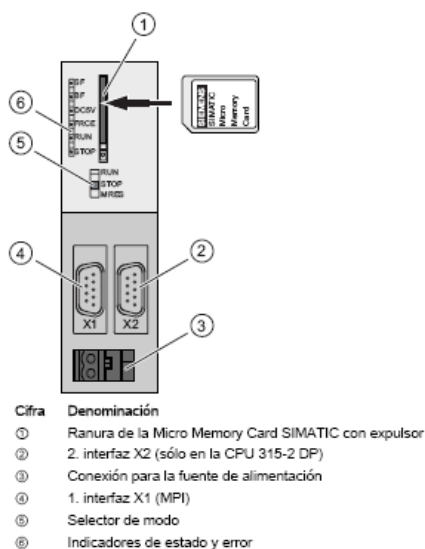 ①
SF
BF
DC5V
FRCE
RUN
STOP
⑥
SIEMENS
SIMATIC
Micro
Memory
Card
⑤
RUN
STOP
MRES
④
②
X1
X2
③
Cifra Denominación
① Ranura de la Micro Memory Card SIMATIC con expulsor
② 2. interfaz X2 (sólo en la CPU 315-2 DP)
③ Conexión para la fuente de alimentación
④ 1. interfaz X1 (MPI)
⑤ Selector de modo
⑥ Indicadores de estado y error